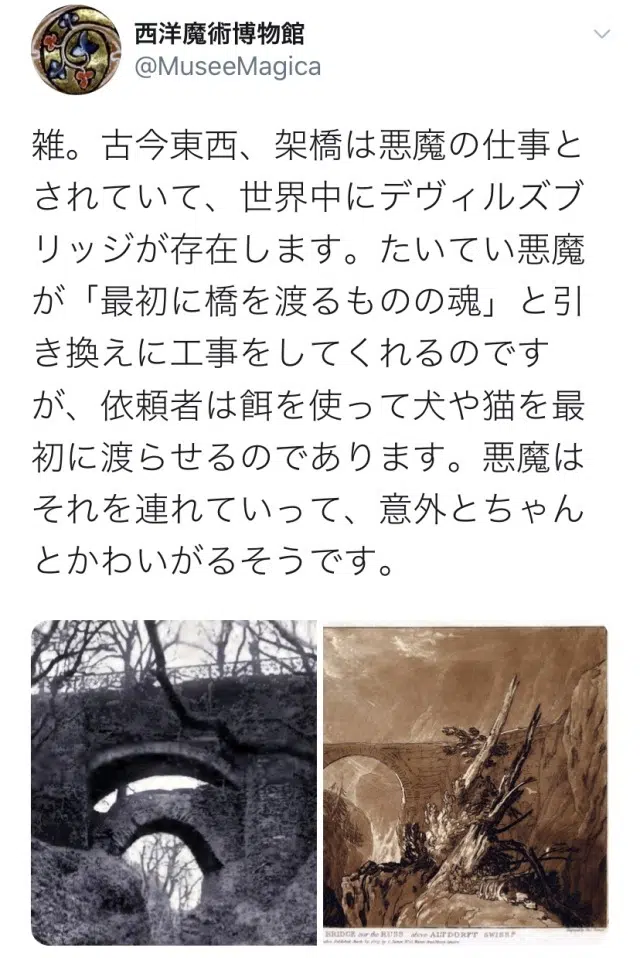 西洋魔術博物館
@MuseeMagica
雑。古今東西、架橋は悪魔の仕事と
されていて、世界中にデヴィルズブ
リッジが存在します。たいてい悪魔
が「最初に橋を渡るものの魂」と引
き換えに工事をしてくれるのです
が、依頼者は餌を使って犬や猫を最
初に渡らせるのであります。悪魔は
それを連れていって、意外とちゃん
とかわいがるそうです。
BRIDGE nor the RUSS above ALTDORFT SWISSD